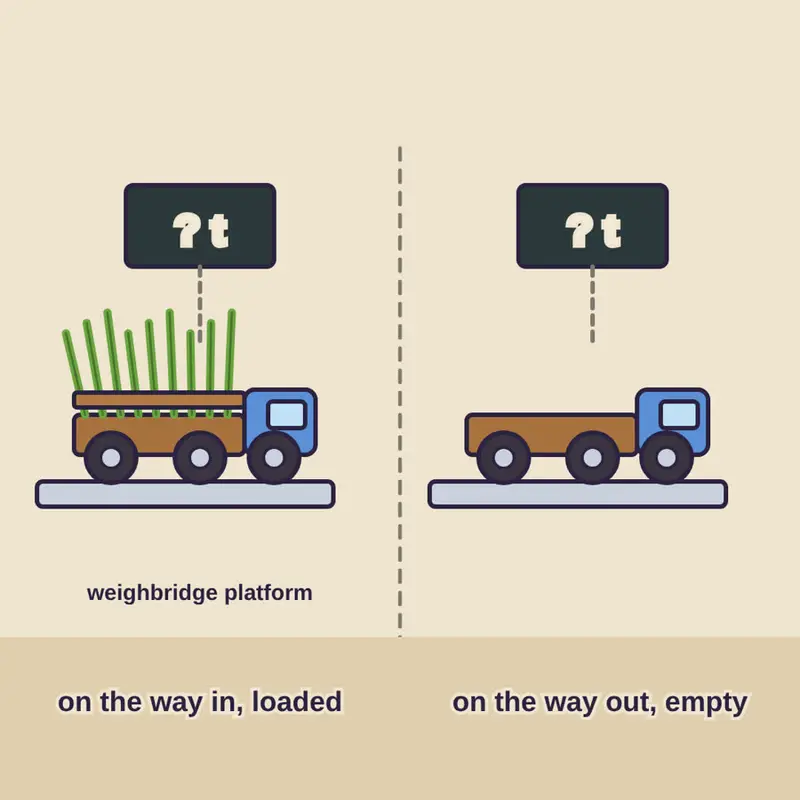 ?t
?t
weighbridge platform
on the way in, loaded
on the way out, empty